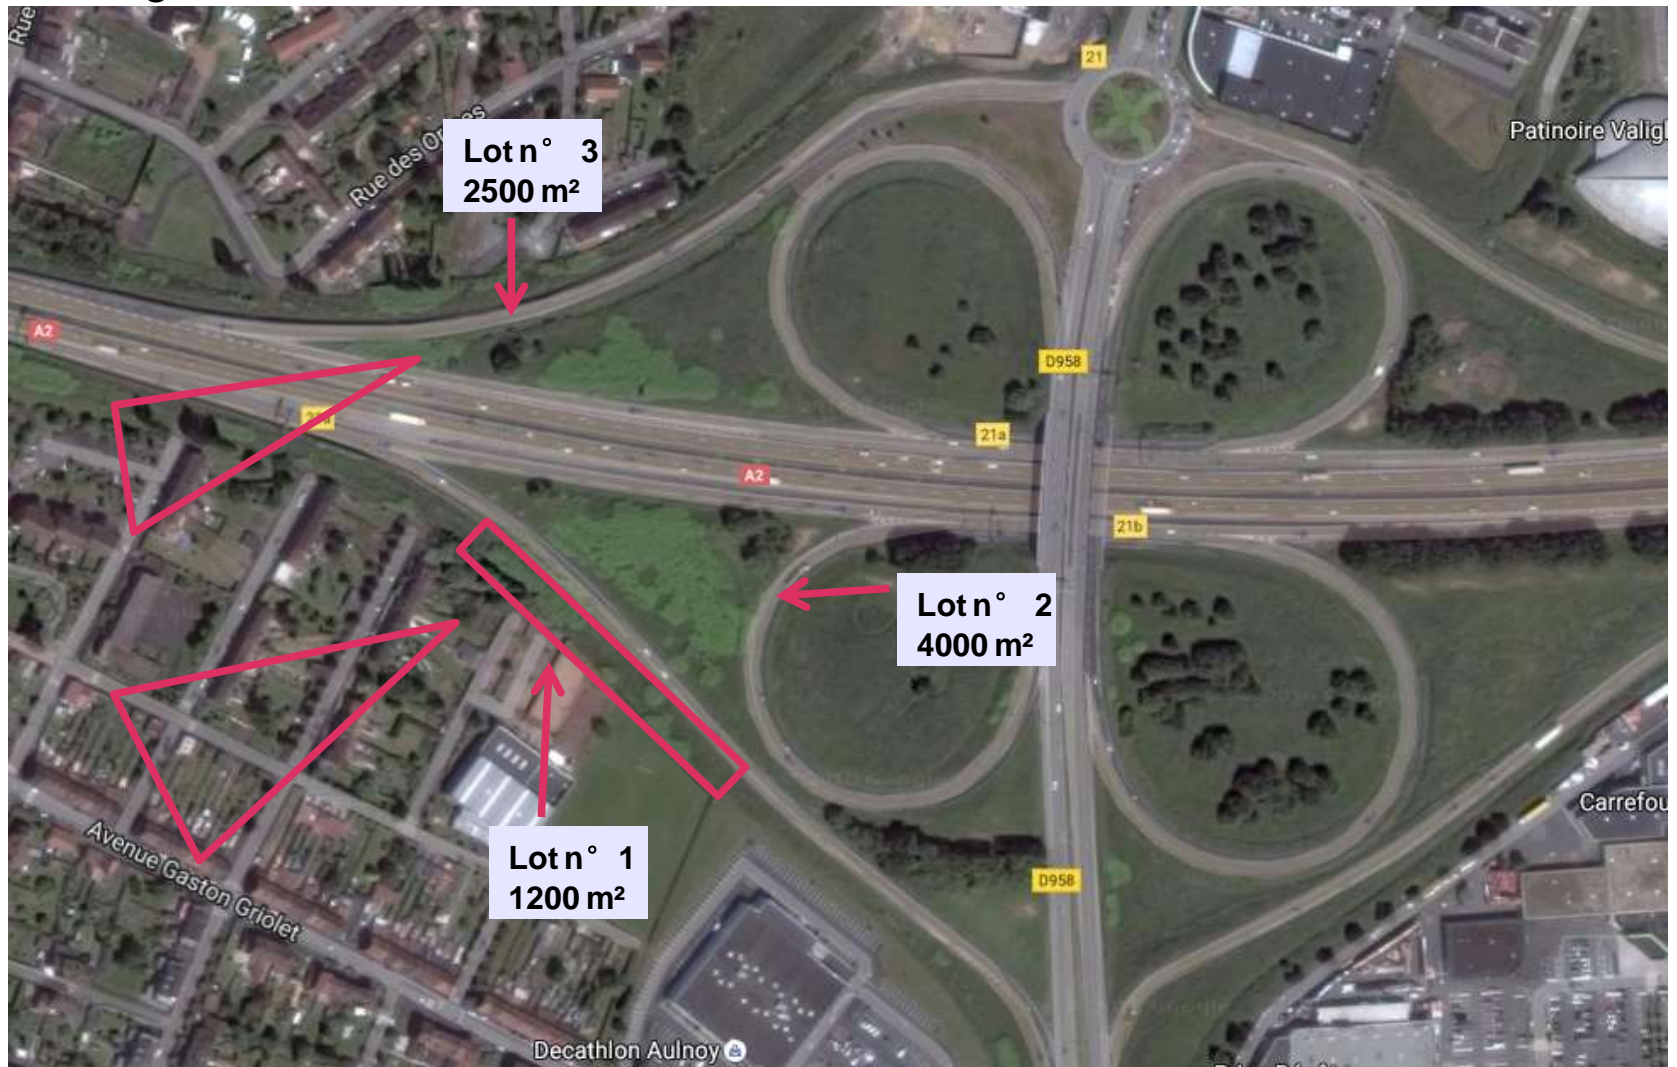 Rue
21
Patinoire Valigl
Rue des Ormes
Lot n° 3
2500 m²
A2
D958
21a
A2
21b
Lot n° 2
4000 m²
Carrefou
Avenue Gaston Griolet
Lot n° 1
1200 m²
D958
Decathlon Aulnoy